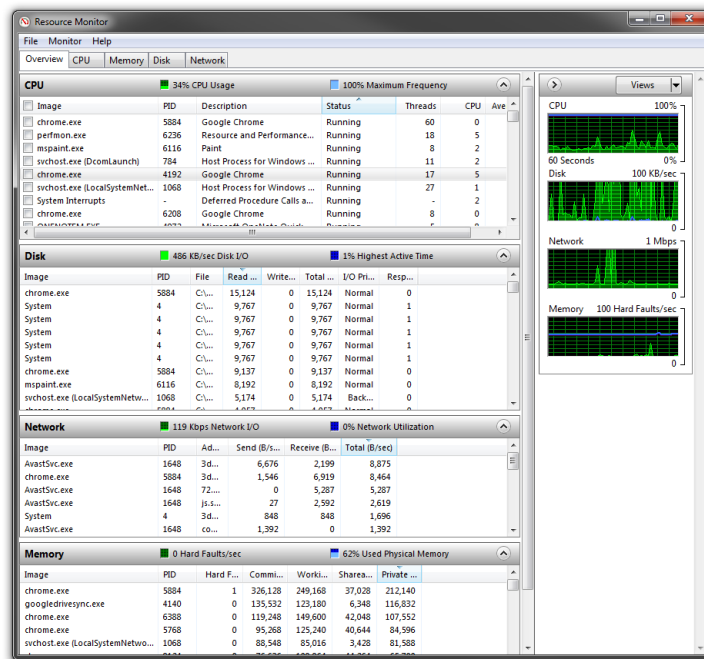 Resource Monitor
File Monitor Help
Overview CPU Memory Disk Network
CPU 34% CPU Usage 100% Maximum Frequency
Image PID Description Status Threads CPU Ave
chrome.exe 5884 Google Chrome Running 60 0
perfmon.exe 6236 Resource and Performance... Running 18 5
mspaint.exe 6116 Paint Running 8 2
svchost.exe (DcomLaunch) 784 Host Process for Windows ... Running 11 2
chrome.exe 4192 Google Chrome Running 17 5
svchost.exe (LocalSystemNet... 1068 Host Process for Windows ... Running 27 1
System Interrupts - Deferred Procedure Calls a... Running - 2
chrome.exe 6208 Google Chrome Running 8 0
Disk 486 KB/sec Disk I/O 1% Highest Active Time
Image PID File Read ... Write... Total ... I/O Pri... Resp...
chrome.exe 5884 C:\... 15,124 0 15,124 Normal 0
System 4 C:\... 9,767 0 9,767 Normal 1
System 4 C:\... 9,767 0 9,767 Normal 1
System 4 C:\... 9,767 0 9,767 Normal 1
System 4 C:\... 9,767 0 9,767 Normal 1
System 4 C:\... 9,767 0 9,767 Normal 1
chrome.exe 5884 C:\... 9,137 0 9,137 Normal 0
mspaint.exe 6116 C:\... 8,192 0 8,192 Normal 0
svchost.exe (LocalSystemNetw... 1068 C:\... 5,174 0 5,174 Back... 0
Network 119 Kbps Network I/O 0% Network Utilization
Image PID Ad... Send (B/s... Receive (B... Total (B/sec)
AvastSvc.exe 1648 3d... 6,676 2,199 8,875
chrome.exe 5884 3d... 1,546 6,919 8,464
AvastSvc.exe 1648 72.... 0 5,287 5,287
AvastSvc.exe 1648 js.s... 27 2,592 2,619
System 4 3d... 848 848 1,696
AvastSvc.exe 1648 co... 1,392 0 1,392
Memory 0 Hard Faults/sec 62% Used Physical Memory
Image PID Hard F... Commi... Worki... Sharea... Private ...
chrome.exe 5884 1 326,128 249,168 37,028 212,140
googledrivesync.exe 4140 0 135,532 123,180 6,348 116,832
chrome.exe 6388 0 119,248 149,600 42,048 107,552
chrome.exe 5768 0 95,268 125,240 40,644 84,596
svchost.exe (LocalSystemNetwo... 1068 0 88,548 85,016 3,428 81,588
Views
CPU 100%
60 Seconds 0%
Disk 100 KB/sec
0
Network 1 Mbps
0
Memory 100 Hard Faults/sec
0